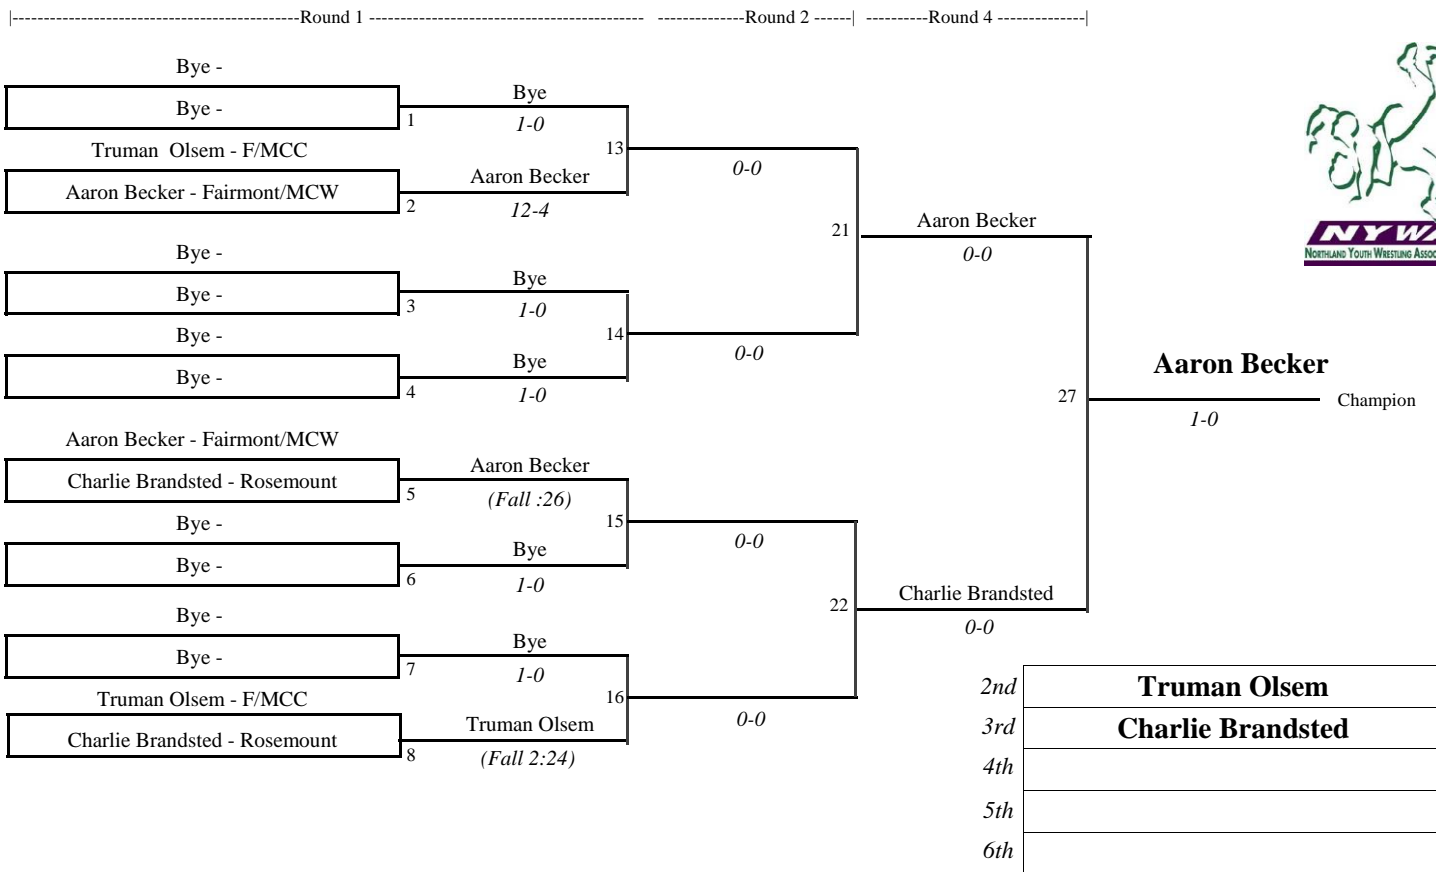 |---Round 1 --- ---Round 2 ---| ---Round 4 ---|
Bye -
Bye -
1
Bye
1-0
Truman Olsem - F/MCC
Aaron Becker - Fairmont/MCW
2
Aaron Becker
12-4
13
0-0
Bye -
Bye -
3
Bye
1-0
Bye -
Bye -
4
Bye
1-0
14
0-0
21
Aaron Becker
0-0
Aaron Becker - Fairmont/MCW
Charlie Brandsted - Rosemount
5
Aaron Becker
(Fall :26)
Bye -
Bye -
6
Bye
1-0
15
0-0
Bye -
Bye -
7
Bye
1-0
Truman Olsem - F/MCC
Charlie Brandsted - Rosemount
8
Truman Olsem
(Fall 2:24)
16
0-0
22
Charlie Brandsted
0-0
27
Aaron Becker
Champion
1-0
NYWA
NORTHLAND YOUTH WRESTLING
2nd Truman Olsem
3rd Charlie Brandsted
4th
5th
6th